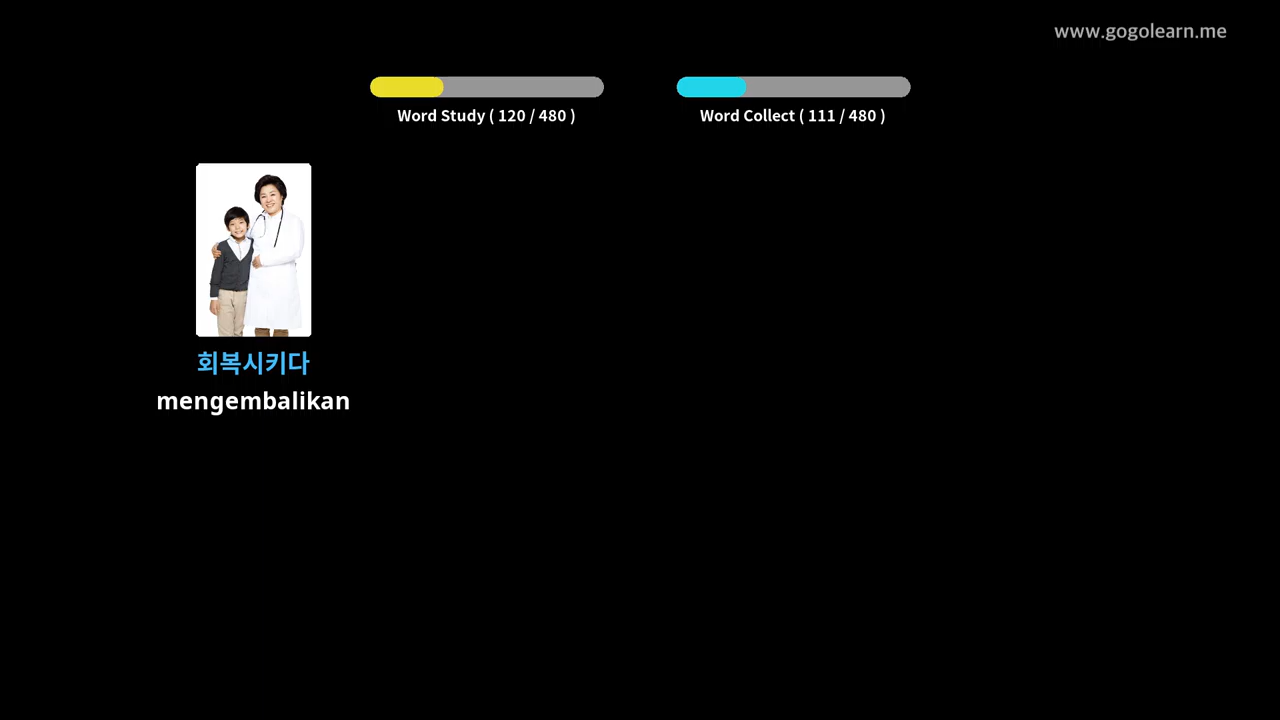 www.gogolearn.me
Word Study ( 120 / 480 )
Word Collect ( 111 / 480 )
회복시키다
mengembalikan